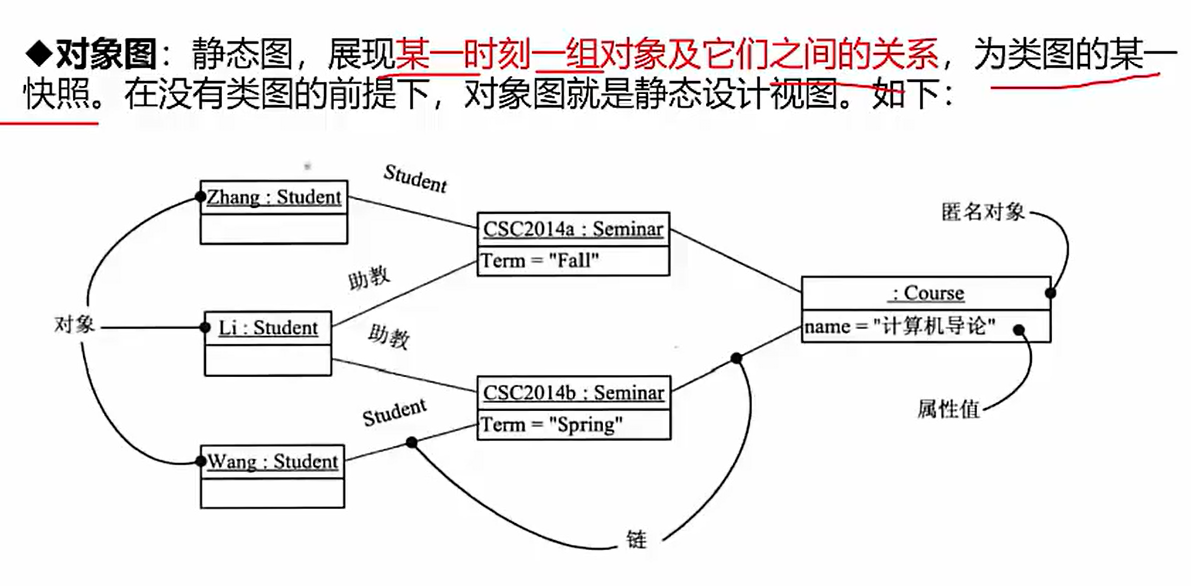 ◆对象图：静态图，展现某一时刻一组对象及它们之间的关系，为类图的某一
快照。在没有类图的前提下，对象图就是静态设计视图。如下：
Student
Zhang : Student
匿名对象
CSC2014a : Seminar
Term = "Fall"
助教
: Course
对象
Li : Student
name = "计算机导论"
助教
CSC2014b : Seminar
属性值
Student
Term = "Spring"
Wang : Student
链